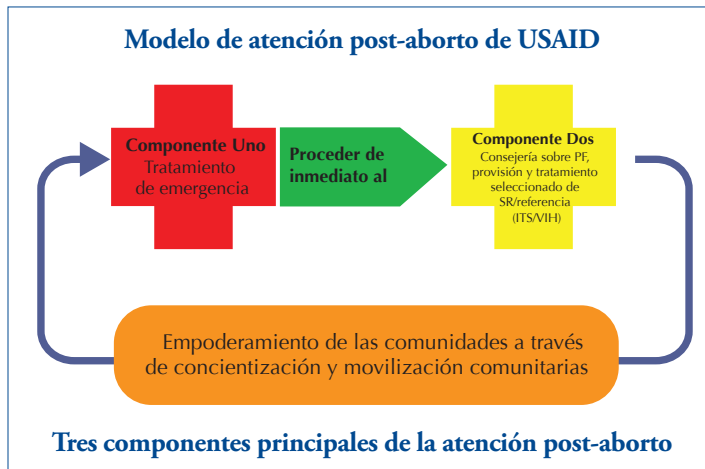 Modelo de atención post-aborto de USAID
Componente Uno
Tratamiento
de emergencia
Proceder de
inmediato al
Componente Dos
Consejería sobre PF,
provisión y tratamiento
seleccionado de
SR/referencia
(ITS/VIH)
Empoderamiento de las comunidades a través
de concientización y movilización comunitarias
Tres componentes principales de la atención post-aborto